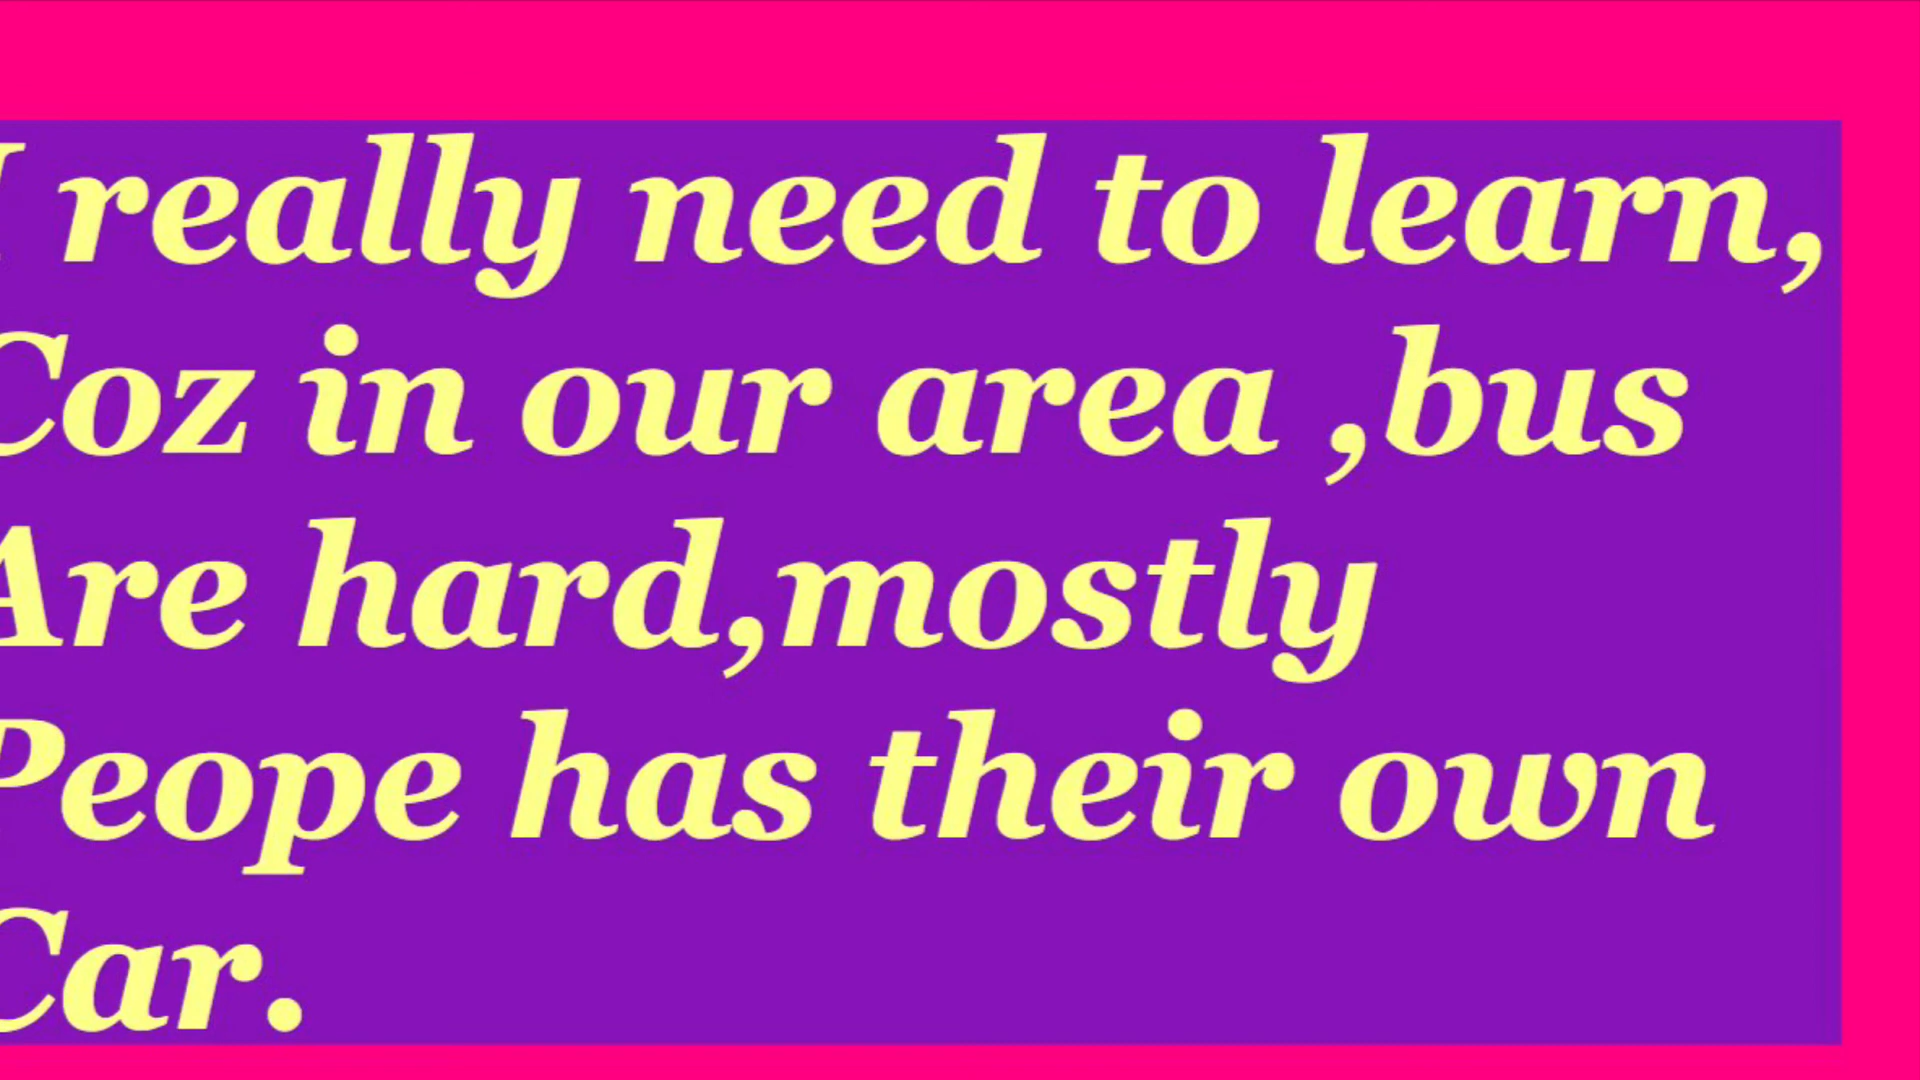 I really need to learn,
Coz in our area ,bus
Are hard,mostly
Peope has their own
Car.